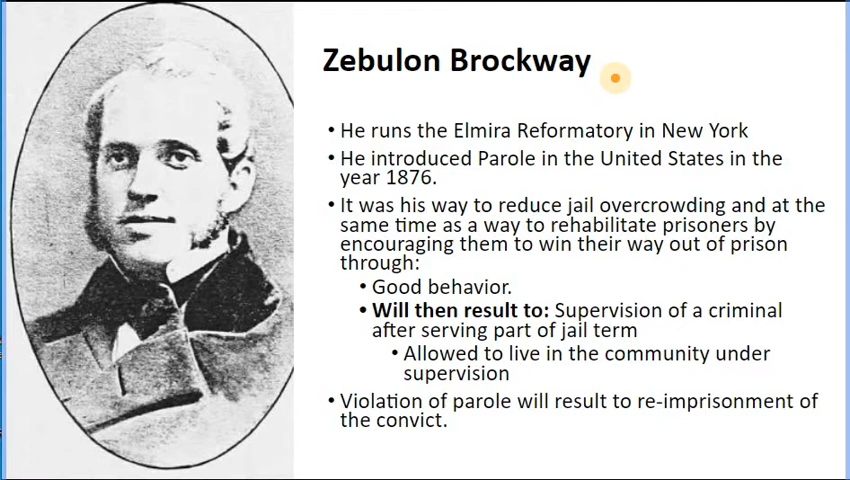 Zebulon Brockway
• He runs the Elmira Reformatory in New York
• He introduced Parole in the United States in the
year 1876.
• It was his way to reduce jail overcrowding and at the
same time as a way to rehabilitate prisoners by
encouraging them to win their way out of prison
through:
• Good behavior.
• Will then result to: Supervision of a criminal
after serving part of jail term
• Allowed to live in the community under
supervision
• Violation of parole will result to re-imprisonment of
the convict.